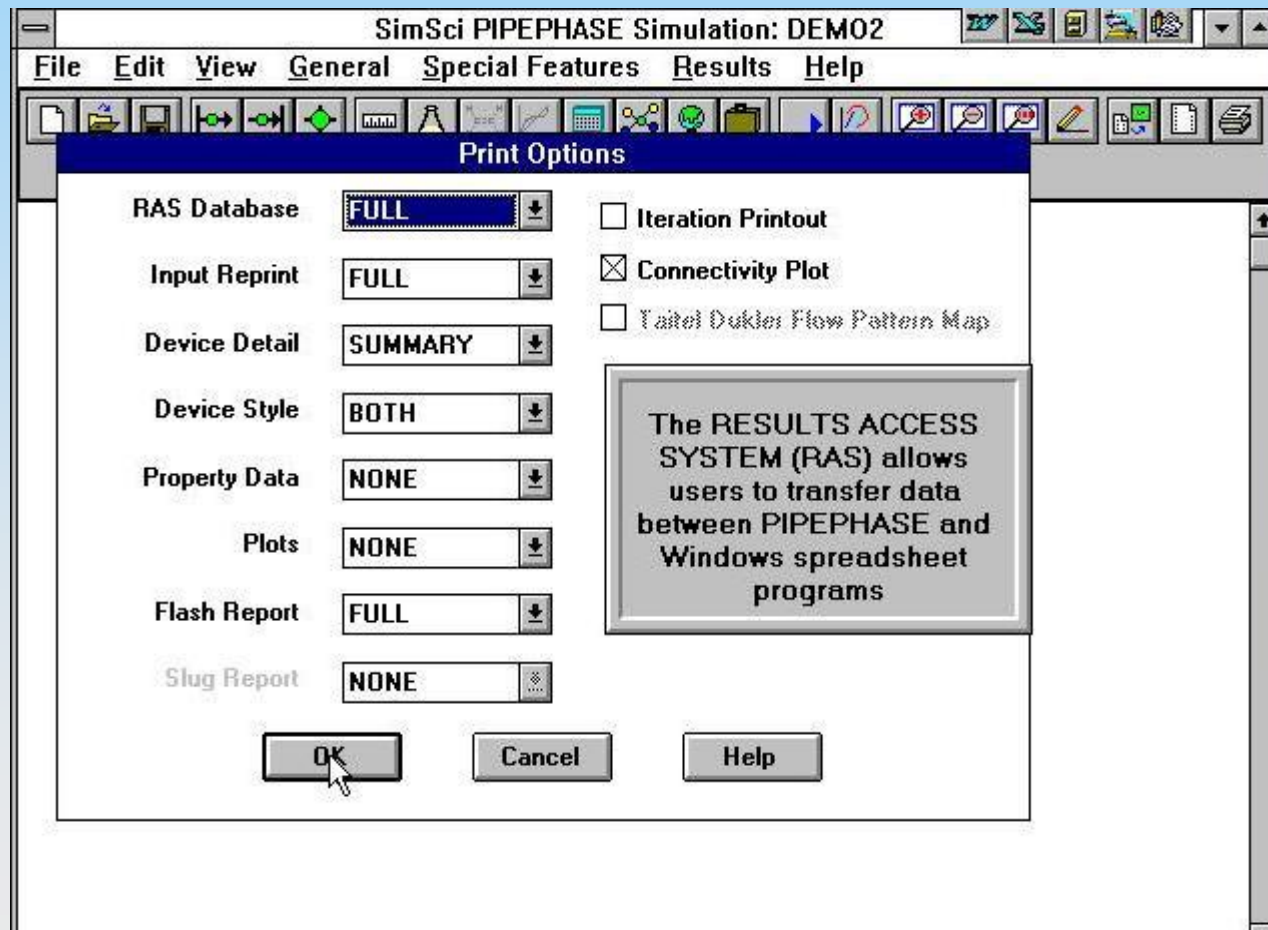 SimSci PIPEPHASE Simulation: DEMO2
File Edit View General Special Features Results Help
Print Options
RAS Database FULL
Iteration Printout
Input Reprint FULL
Connectivity Plot
Taitel Dukler Flow Pattern Map
Device Detail SUMMARY
Device Style BOTH
Property Data NONE
Plots NONE
Flash Report FULL
Slug Report NONE
The RESULTS ACCESS
SYSTEM (RAS) allows
users to transfer data
between PIPEPHASE and
Windows spreadsheet
programs
OK Cancel Help